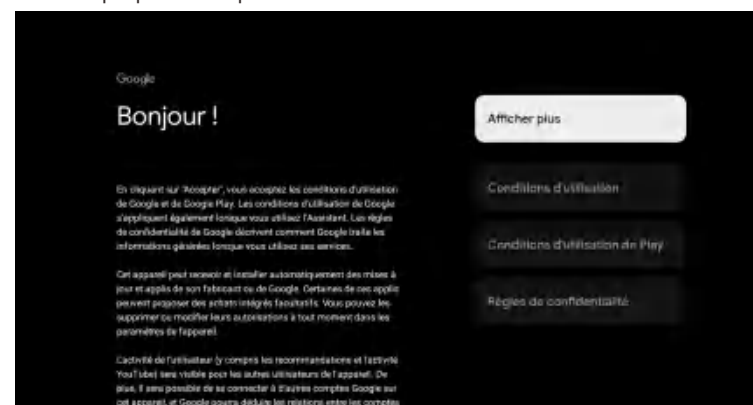 Google
Bonjour !
En cliquant sur "Accepter", vous acceptez les conditions d'utilisation
de Google et de Google Play. Les conditions d'utilisation de Google
s'appliquent également lorsque vous utilisez l'Assistant. Les règles
de confidentialité de Google décrivent comment Google traite les
informations générées lorsque vous utilisez ses services.
Cet appareil peut recevoir et installer automatiquement des mises à
jour et applis de son fabricant ou de Google. Certaines de ces applis
peuvent proposer des achats intégrés facultatifs. Vous pouvez les
supprimer ou modifier leurs autorisations à tout moment dans les
paramètres de l'appareil.
L'activité de l'utilisateur (y compris les recommandations et l'activité
YouTube) sera visible pour les autres utilisateurs de l'appareil. De
plus, il sera possible de se connecter à d'autres comptes Google sur
cet appareil, et Google pourra déduire les relations entre les comptes
Afficher plus
Conditions d'utilisation
Conditions d'utilisation de Play
Règles de confidentialité